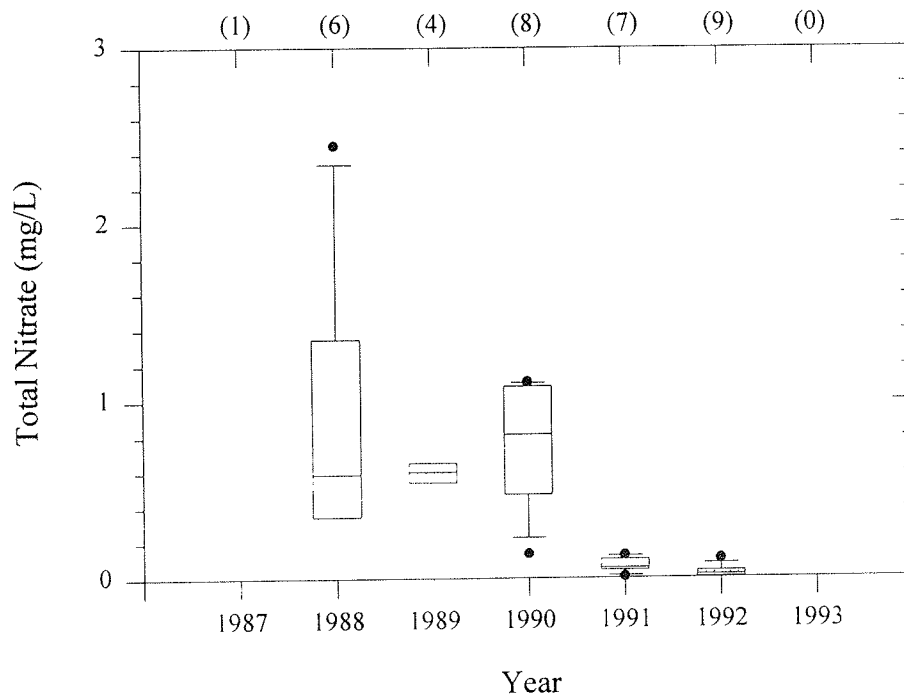 (1) (6) (4) (8) (7) (9) (0)
3
2
1
0
Total Nitrate (mg/L)
1987 1988 1989 1990 1991 1992 1993
Year